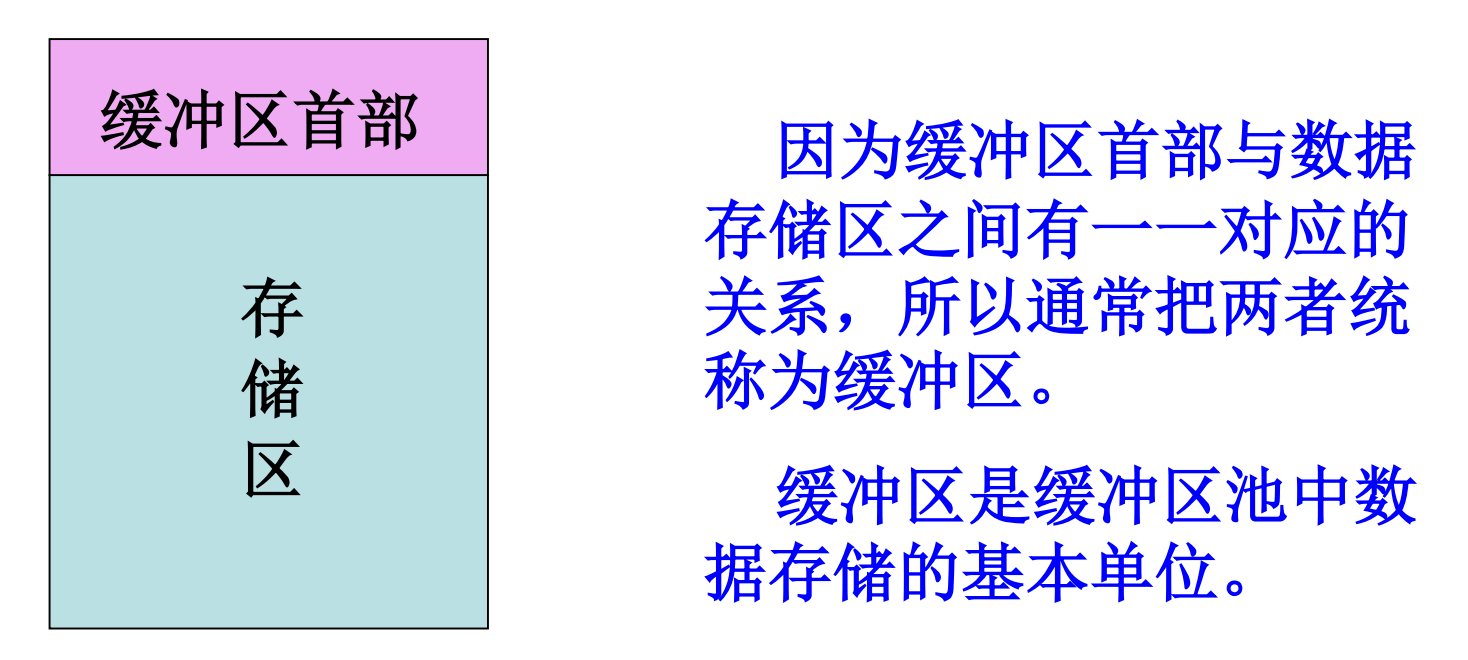 缓冲区首部
存
储
区
因为缓冲区首部与数据
存储区之间有一一对应的
关系，所以通常把两者统
称为缓冲区。
缓冲区是缓冲区池中数
据存储的基本单位。